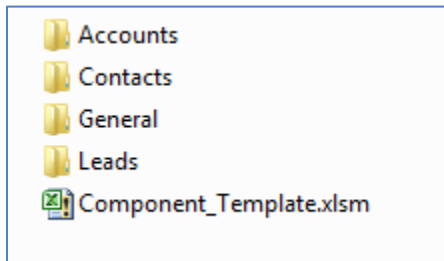 Accounts
Contacts
General
Leads
Component_Template.xlsm